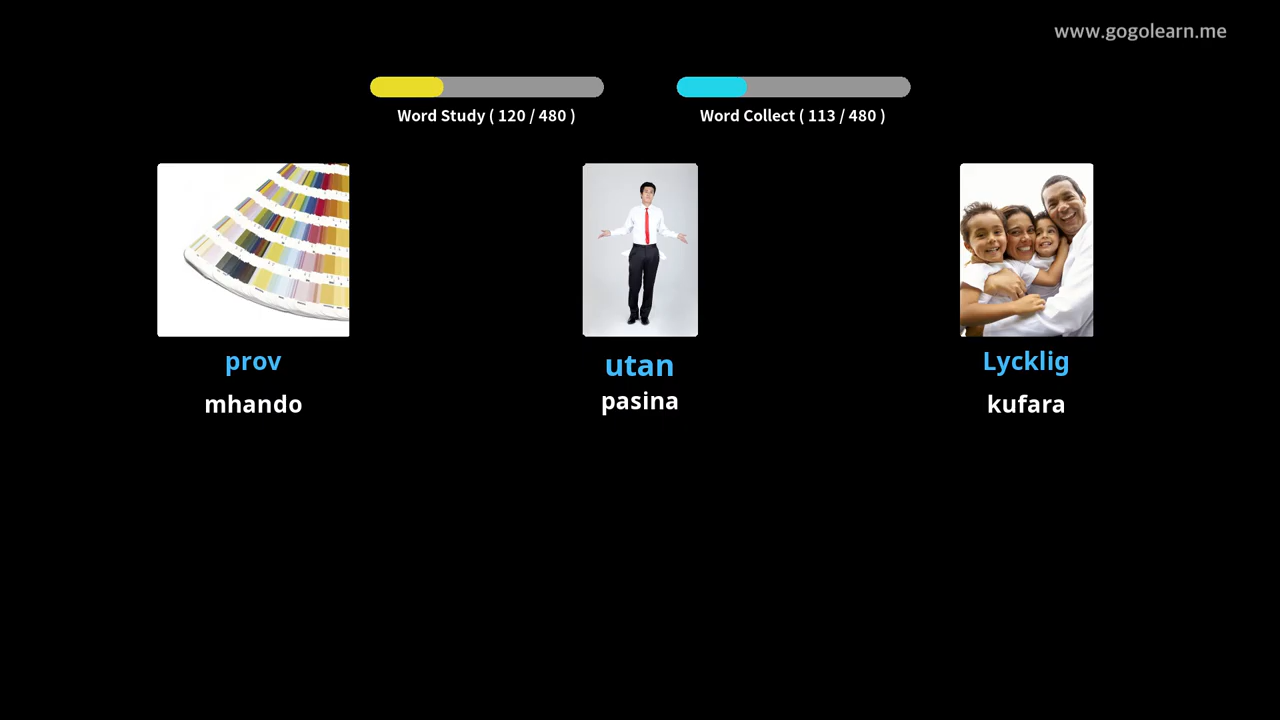 www.gogolearn.me
Word Study ( 120 / 480 )
Word Collect ( 113 / 480 )
prov
utan
Lycklig
mhando
pasina
kufara